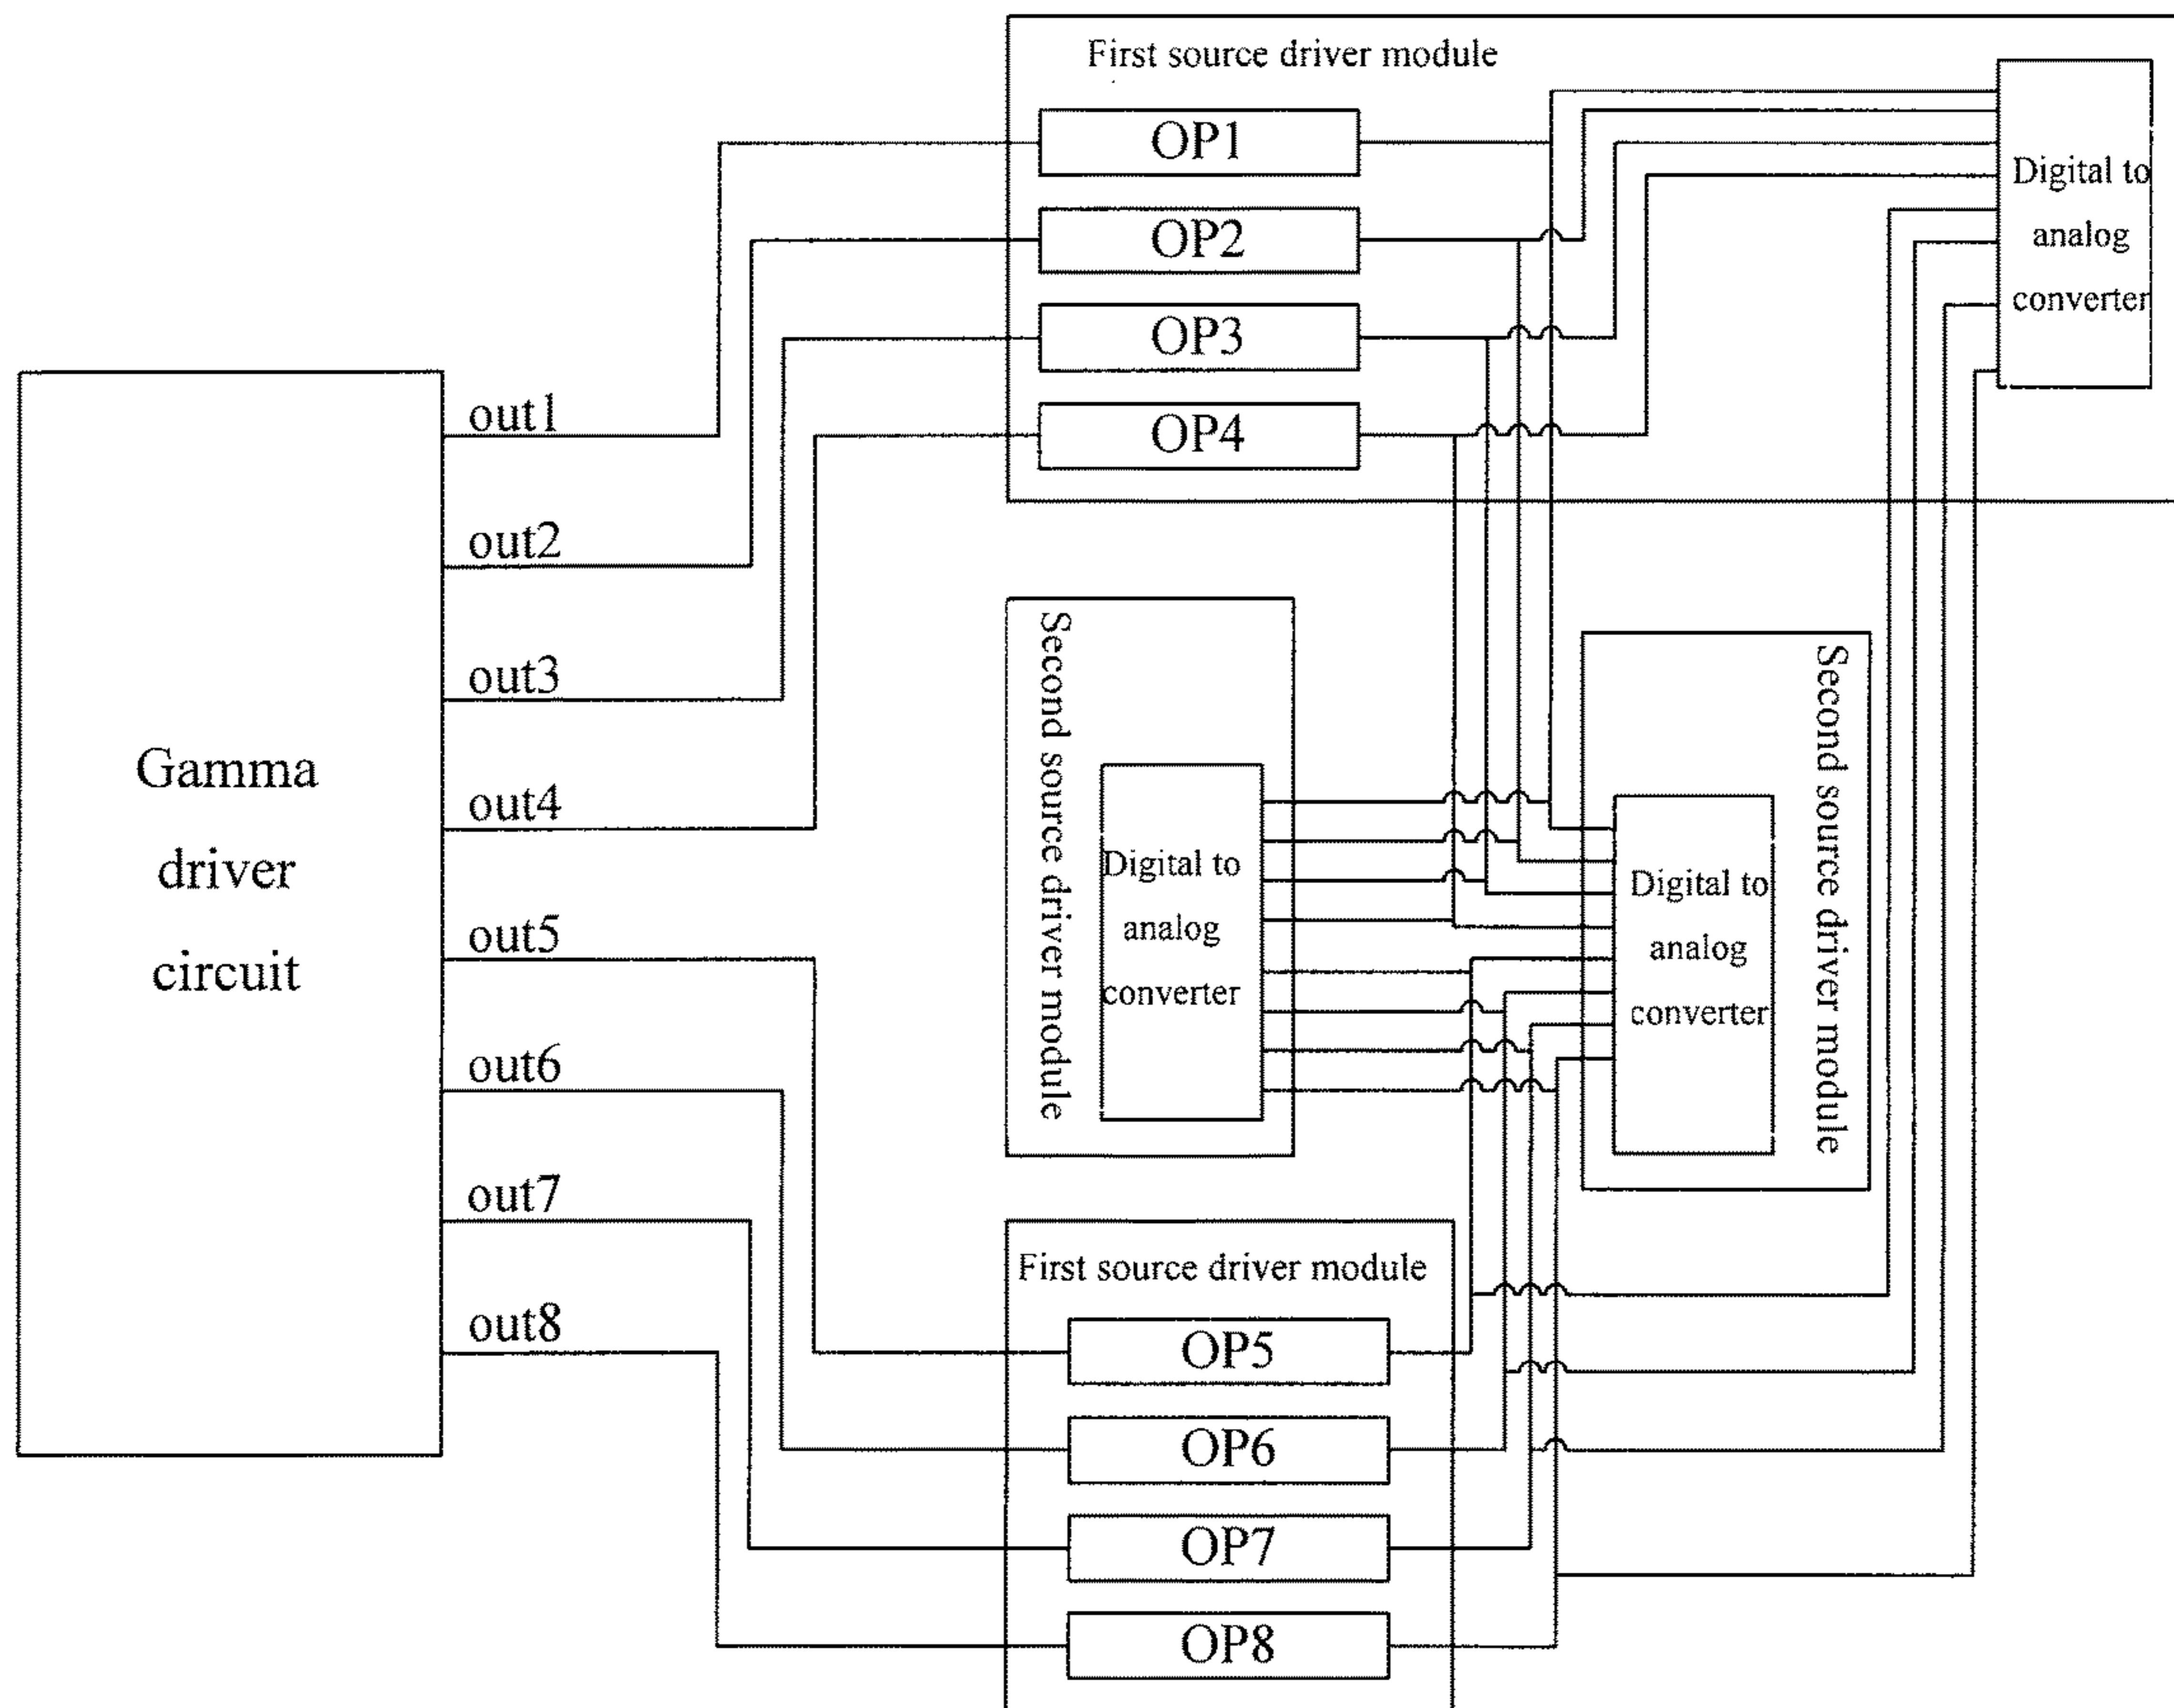 First source driver module
OP1
OP2
OP3
OP4
Digital to
analog
converter
Gamma
driver
circuit
out1
out2
out3
out4
out5
out6
out7
out8
Second source driver module
Digital to
analog
converter
Second source driver module
Digital to
analog
converter
First source driver module
OP5
OP6
OP7
OP8